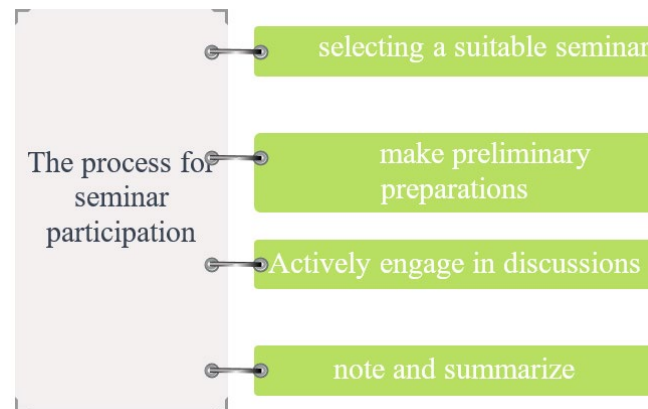 The process for
seminar
participation
selecting a suitable seminar
make preliminary
preparations
Actively engage in discussions
note and summarize